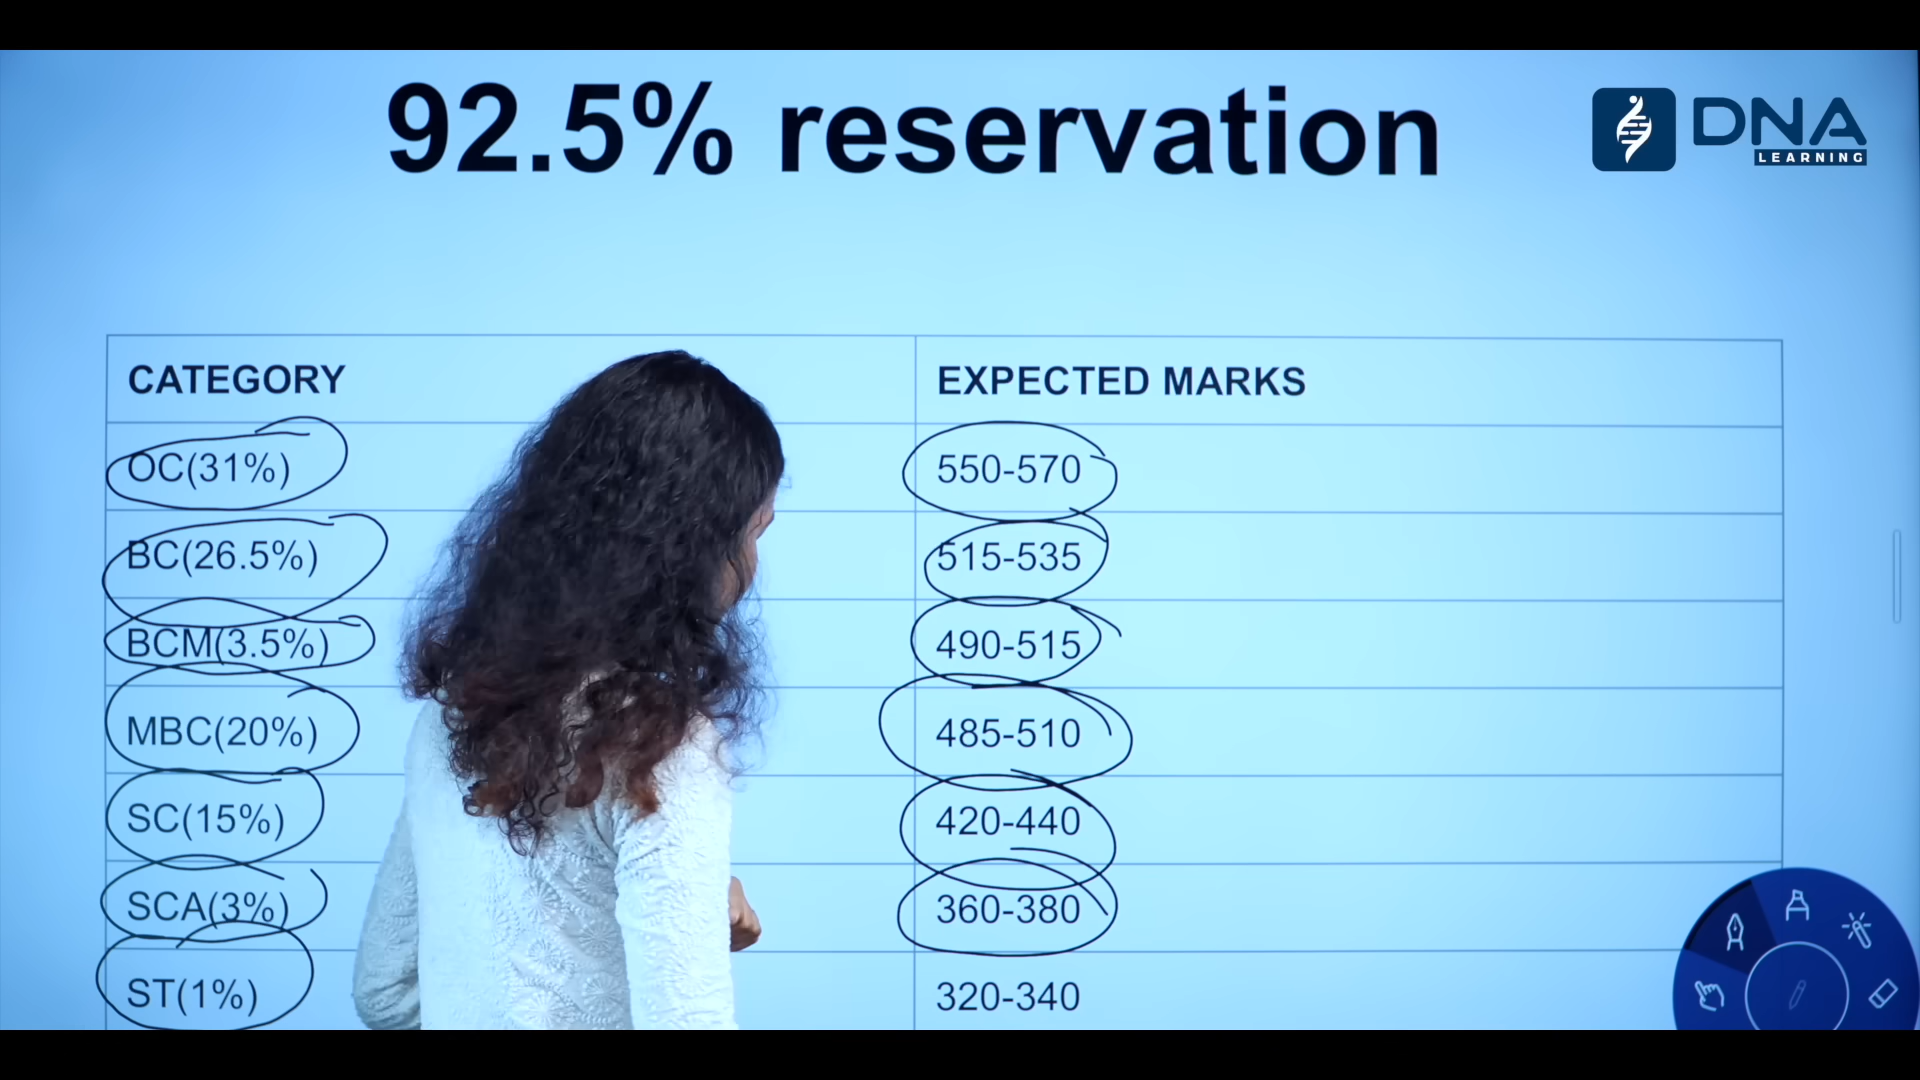 92.5% reservation
DNA
LEARNING
CATEGORY EXPECTED MARKS
OC(31%) 550-570
BC(26.5%) 515-535
BCM(3.5%) 490-515
MBC(20%) 485-510
SC(15%) 420-440
SCA(3%) 360-380
ST(1%) 320-340